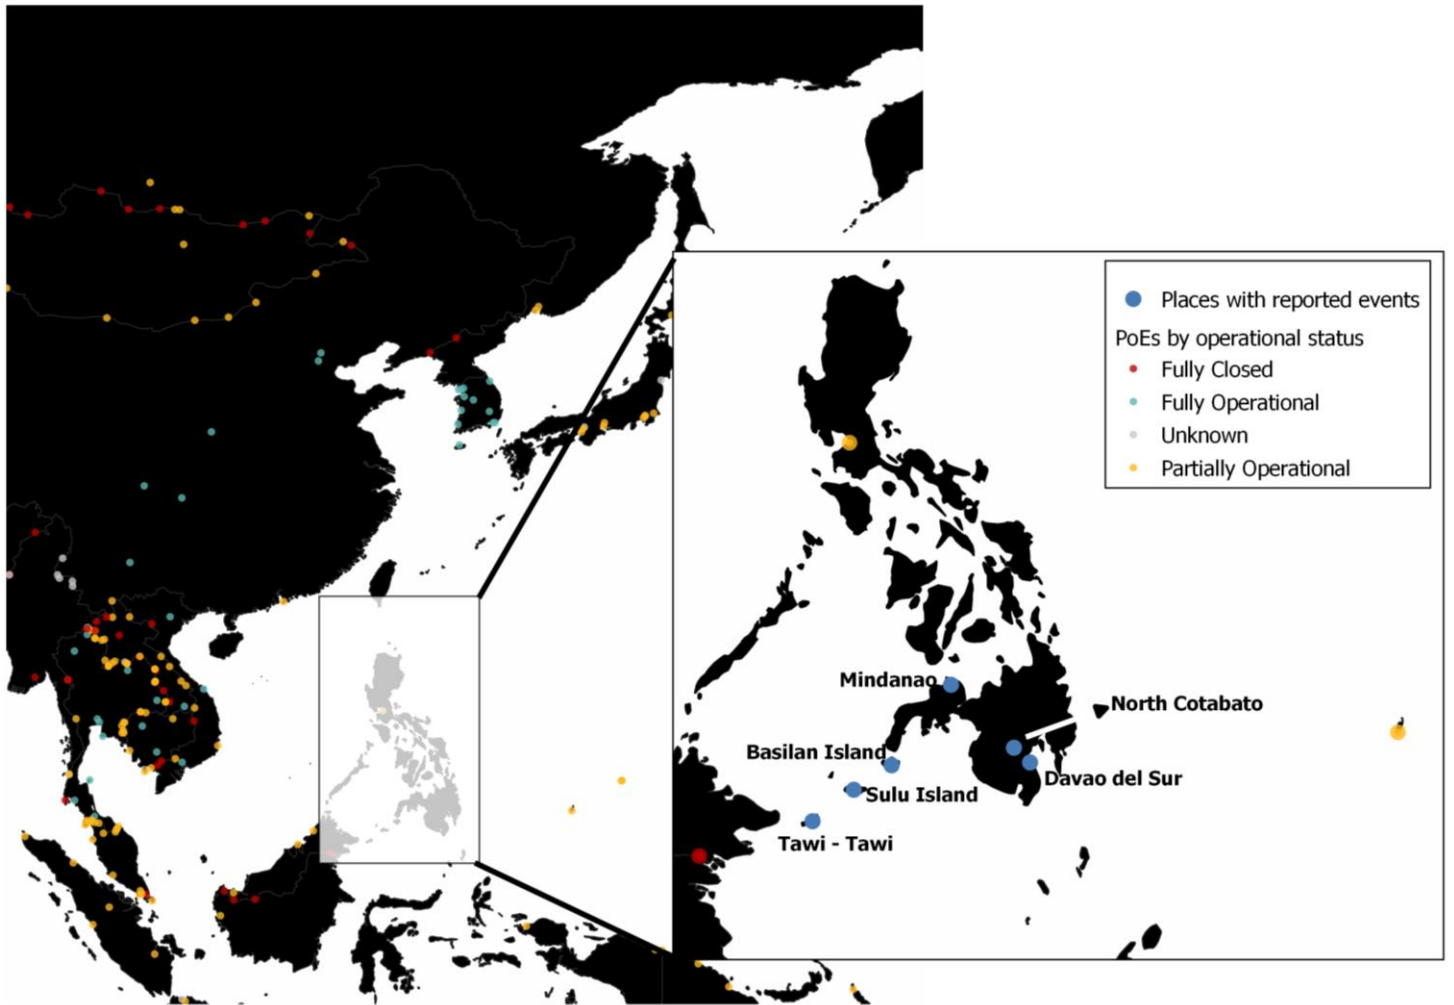 Places with reported events
PoEs by operational status
Fully Closed
Fully Operational
Unknown
Partially Operational
Mindanao
North Cotabato
Basilan Island
Davao del Sur
Sulu Island
Tawi - Tawi